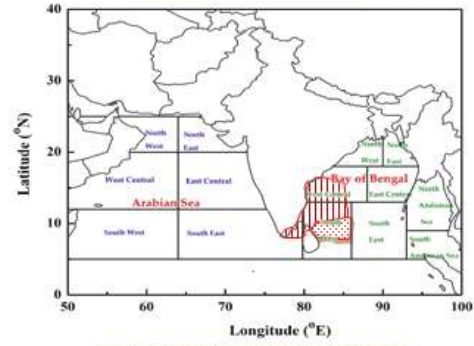 40
30
20
10
0
50
60
70
80
90
100
Latitude (°N)
Longitude (°E)
North
West
North
East
West Central
East Central
Arabian Sea
South West
South East
North
West
North
East
Bay of Bengal
East Central
South
East
North
Andaman
Sea
South
Andaman Sea